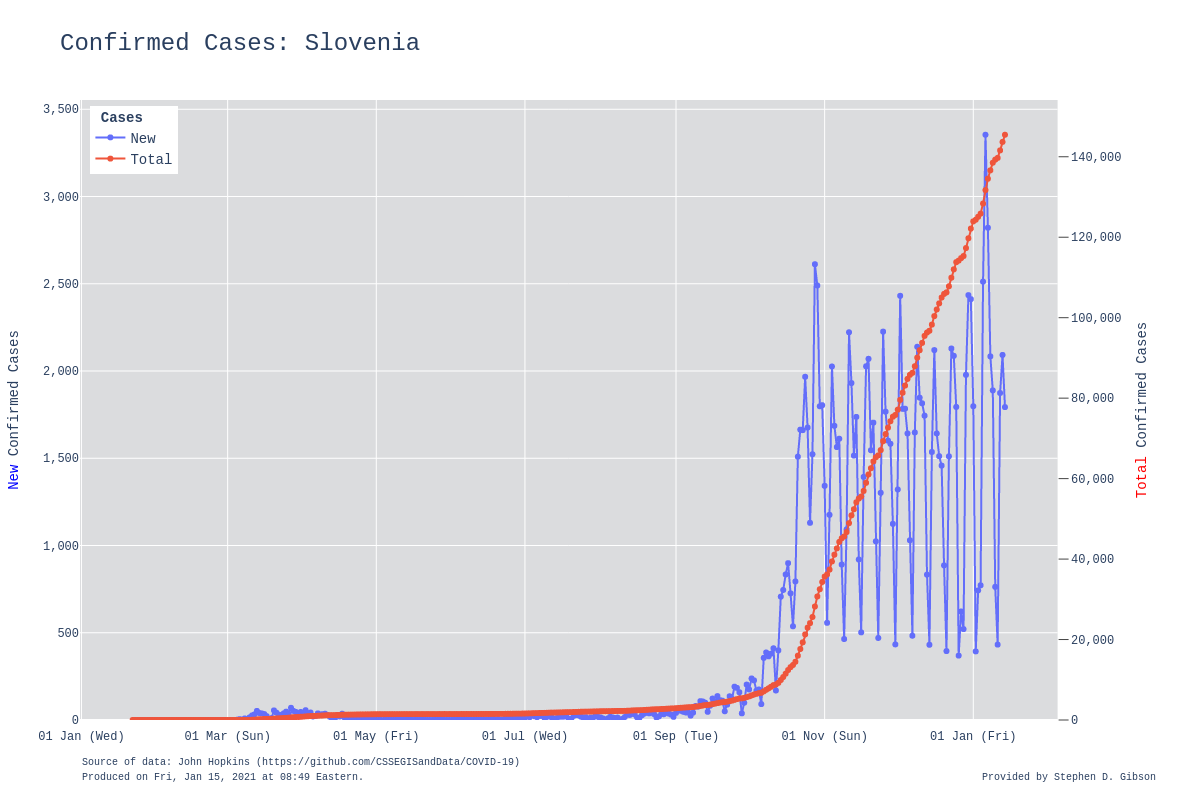 Confirmed Cases: Slovenia
Cases
New
Total
3,500
3,000
2,500
2,000
1,500
1,000
500
0
New Confirmed Cases
140,000
120,000
100,000
80,000
60,000
40,000
20,000
0
Total Confirmed Cases
01 Jan (Wed) 01 Mar (Sun) 01 May (Fri) 01 Jul (Wed) 01 Sep (Tue) 01 Nov (Sun) 01 Jan (Fri)
Source of data: John Hopkins (https://github.com/CSSEGISandData/COVID-19)
Produced on Fri, Jan 15, 2021 at 08:49 Eastern.
Provided by Stephen D. Gibson